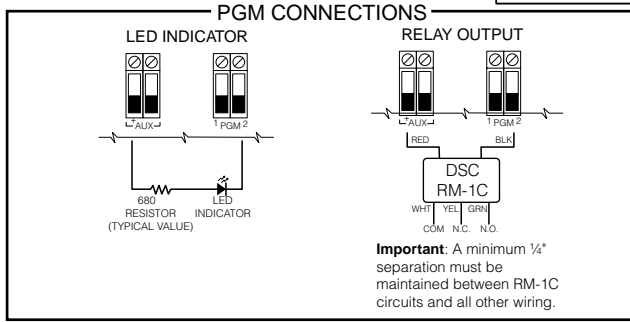 PGM CONNECTIONS
LED INDICATOR
+AUX-
1 PGM 2
680
RESISTOR
(TYPICAL VALUE)
LED
INDICATOR
RELAY OUTPUT
+AUX-
1 PGM 2
RED
BLK
DSC
RM-1C
WHT YEL GRN
COM N.C. N.O.
Important: A minimum ¼"
separation must be
maintained between RM-1C
circuits and all other wiring.